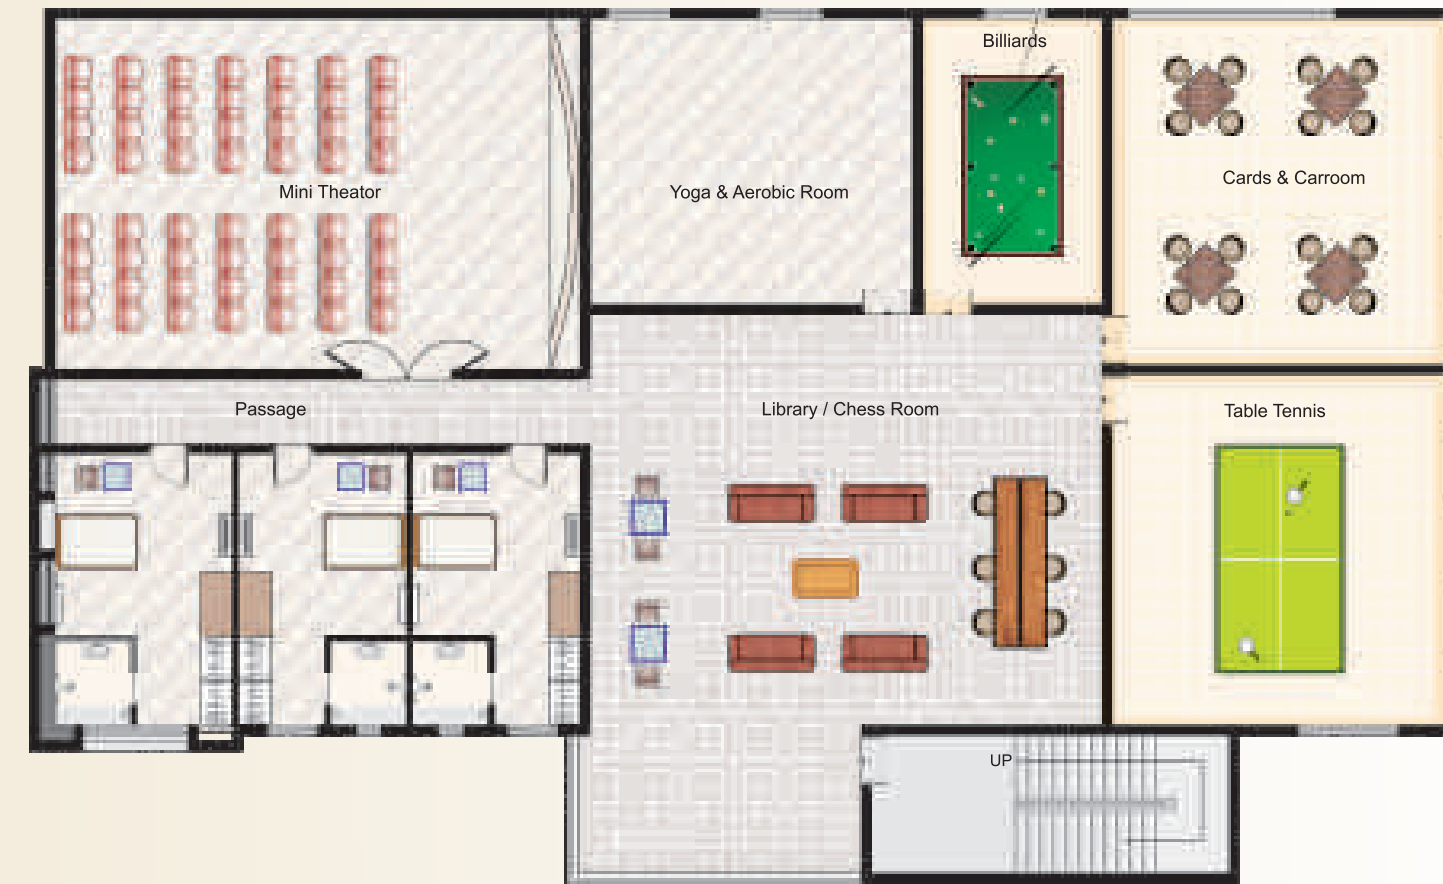 Billiards
Mini Theator
Yoga & Aerobic Room
Cards & Carroom
Passage
Library / Chess Room
Table Tennis
UP